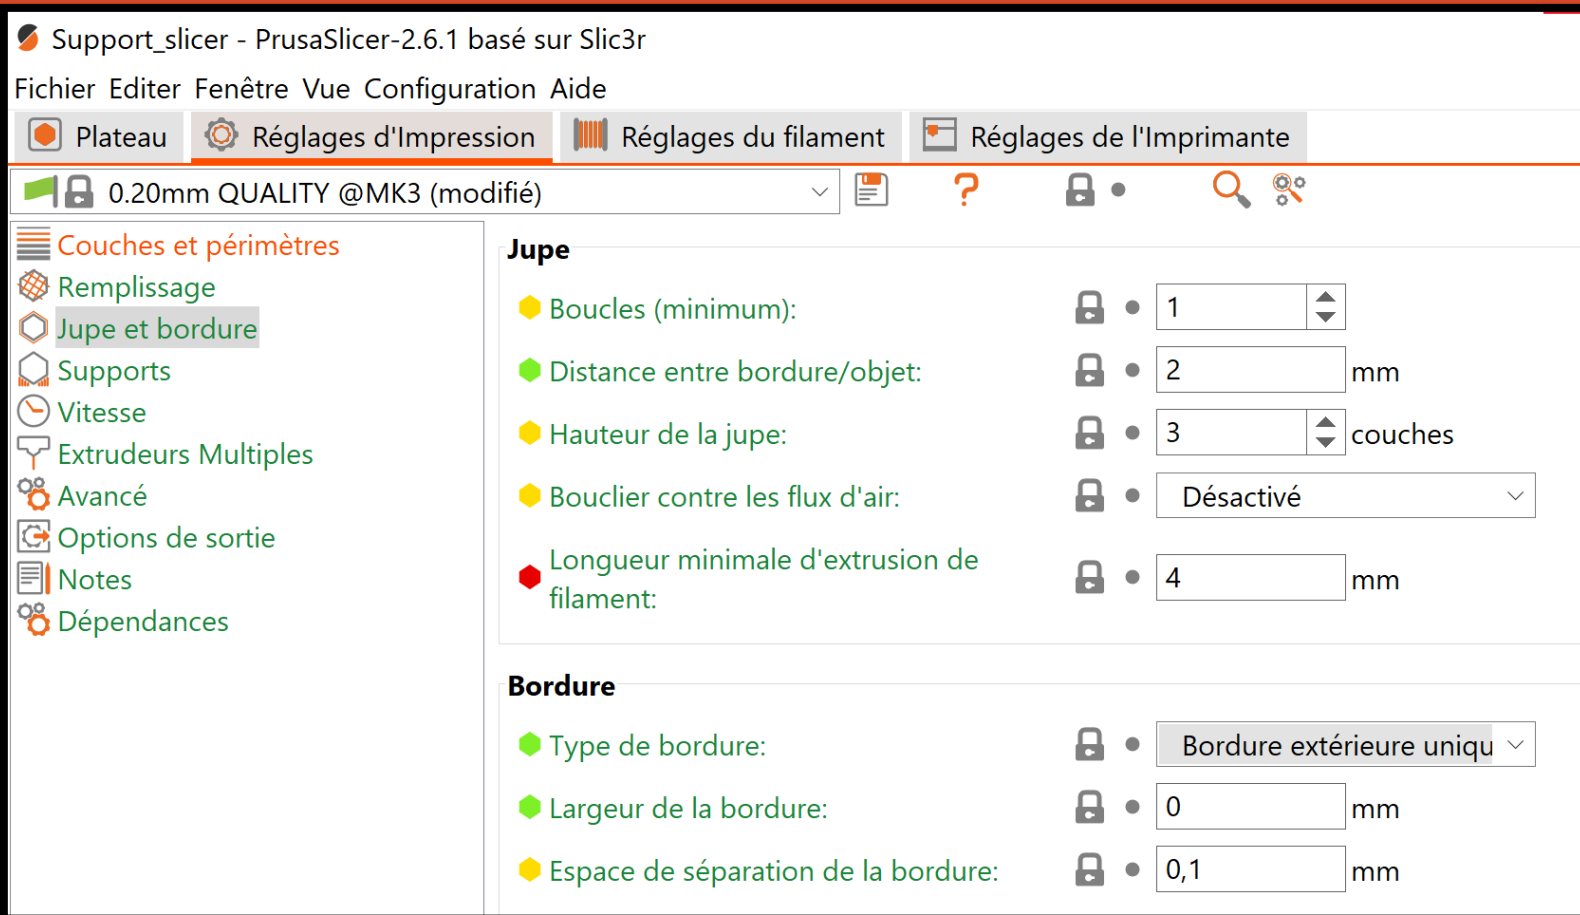 Support_slicer - PrusaSlicer-2.6.1 basé sur Slic3r
Fichier Editer Fenêtre Vue Configuration Aide
Plateau Réglages d'Impression Réglages du filament Réglages de l'Imprimante
0.20mm QUALITY @MK3 (modifié)
Couches et périmètres
Remplissage
Jupe et bordure
Supports
Vitesse
Extrudeurs Multiples
Avancé
Options de sortie
Notes
Dépendances
Jupe
Boucles (minimum): 1
Distance entre bordure/objet: 2 mm
Hauteur de la jupe: 3 couches
Bouclier contre les flux d'air: Désactivé
Longueur minimale d'extrusion de
filament: 4 mm
Bordure
Type de bordure: Bordure extérieure uniqu
Largeur de la bordure: 0 mm
Espace de séparation de la bordure: 0,1 mm